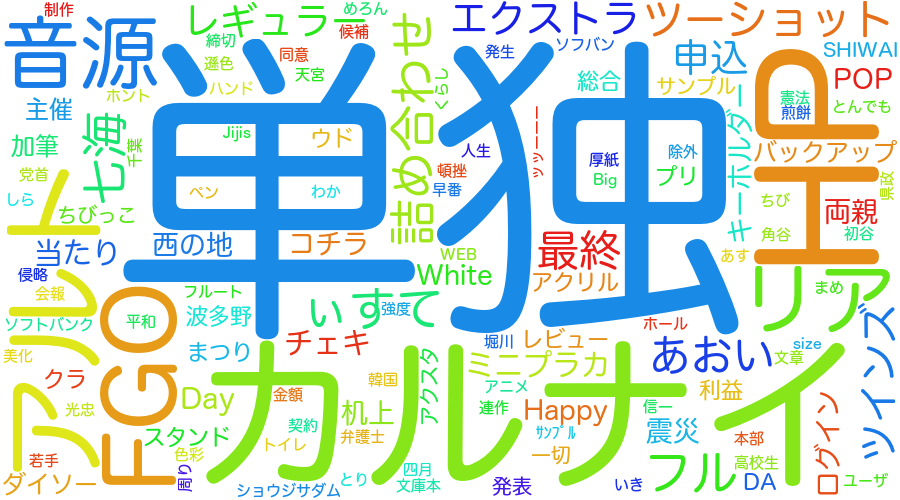 制作
めろん
レギュラー
候補
締切
同意
遜色
天宮
ハンド
音源
ホント
主催
加筆
七海
千葉
党首
しら
ちびっこ
アルト
当たり
侵略
会報
ソフトバンク
美化
クラ
光忠
若手
ダイソー
FGO
平和
フルート
波多野
まつり
西の地
コチラ
Jijis
ウド
ペン
わか
単独
詰め合わせ
くらし
エクストラ
発生
ソフバン
ツーショット
総合
申込
サンプル
SHIWAI
POP
とんでも
憲法
煎餅
人生
頓挫
早番
ッッーーー
厚紙
Big
除外
プリ
キーホルダー
HP
バックアップ
両親
県政
ちび
角谷
初谷
あす
リア
まめ
最終
アクリル
WEB
White
いすて
強度
チェキ
堀川
レビュー
ホール
ミニプラカ
あおい
size
文章
ツインズ
カルナイ
アニメ
連作
アクスタ
韓国
机上
金額
契約
弁護士
トイレ
Day
スタンド
色彩
周り
ショウジサダム
とり
四月
文庫本
Happy
ｻﾝﾌﾟﾙ
一切
発表
信一
震災
利益
本部
高校生
いき
フル
DA
ログイン
ユーザ